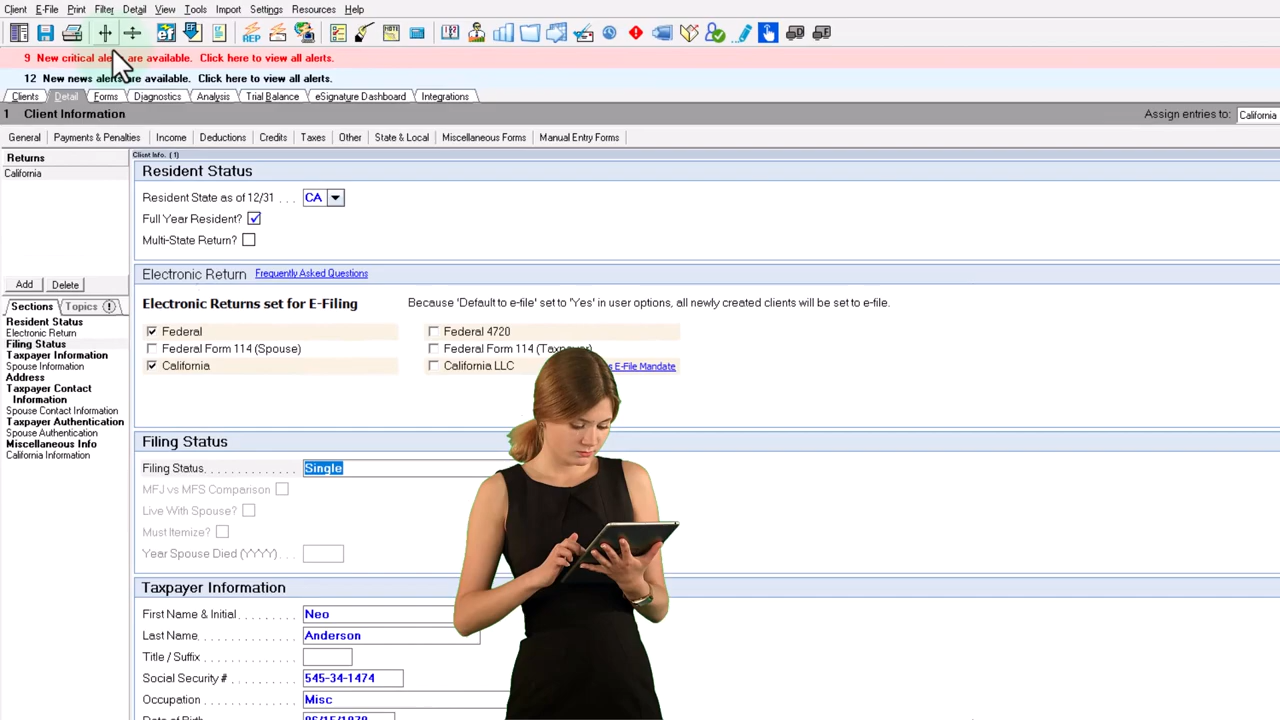 Client E-File Print Filter Detail View Tools Import Settings Resources Help
REP
9 New critical alerts are available. Click here to view all alerts.
12 New news alerts are available. Click here to view all alerts.
Clients Detail Forms Diagnostics Analysis Trial Balance eSignature Dashboard Integrations
1 Client Information Assign entries to: California
General Payments & Penalties Income Deductions Credits Taxes Other State & Local Miscellaneous Forms Manual Entry Forms
Returns
California
Add Delete
Sections Topics
Resident Status
Electronic Return
Filing Status
Taxpayer Information
Spouse Information
Address
Taxpayer Contact
Information
Spouse Contact Information
Taxpayer Authentication
Spouse Authentication
Miscellaneous Info
California Information
Client Info. (1)
Resident Status
Resident State as of 12/31 . . . CA
Full Year Resident?
Multi-State Return?
Electronic Return Frequently Asked Questions
Electronic Returns set for E-Filing Because 'Default to e-file' set to 'Yes' in user options, all newly created clients will be set to e-file.
Federal Federal 4720
Federal Form 114 (Spouse) Federal Form 114 (Taxpayer)
California California LLC E-File Mandate
Filing Status
Filing Status. . . . . . . . . . . . . Single
MFJ vs MFS Comparison
Live With Spouse?
Must Itemize?
Year Spouse Died (YYYY) . . .
Taxpayer Information
First Name & Initial . . . . . . . . Neo
Last Name . . . . . . . . . . . . . Anderson
Title / Suffix . . . . . . . . . . . .
Social Security # . . . . . . . . . 545-34-1474
Occupation . . . . . . . . . . . . Misc